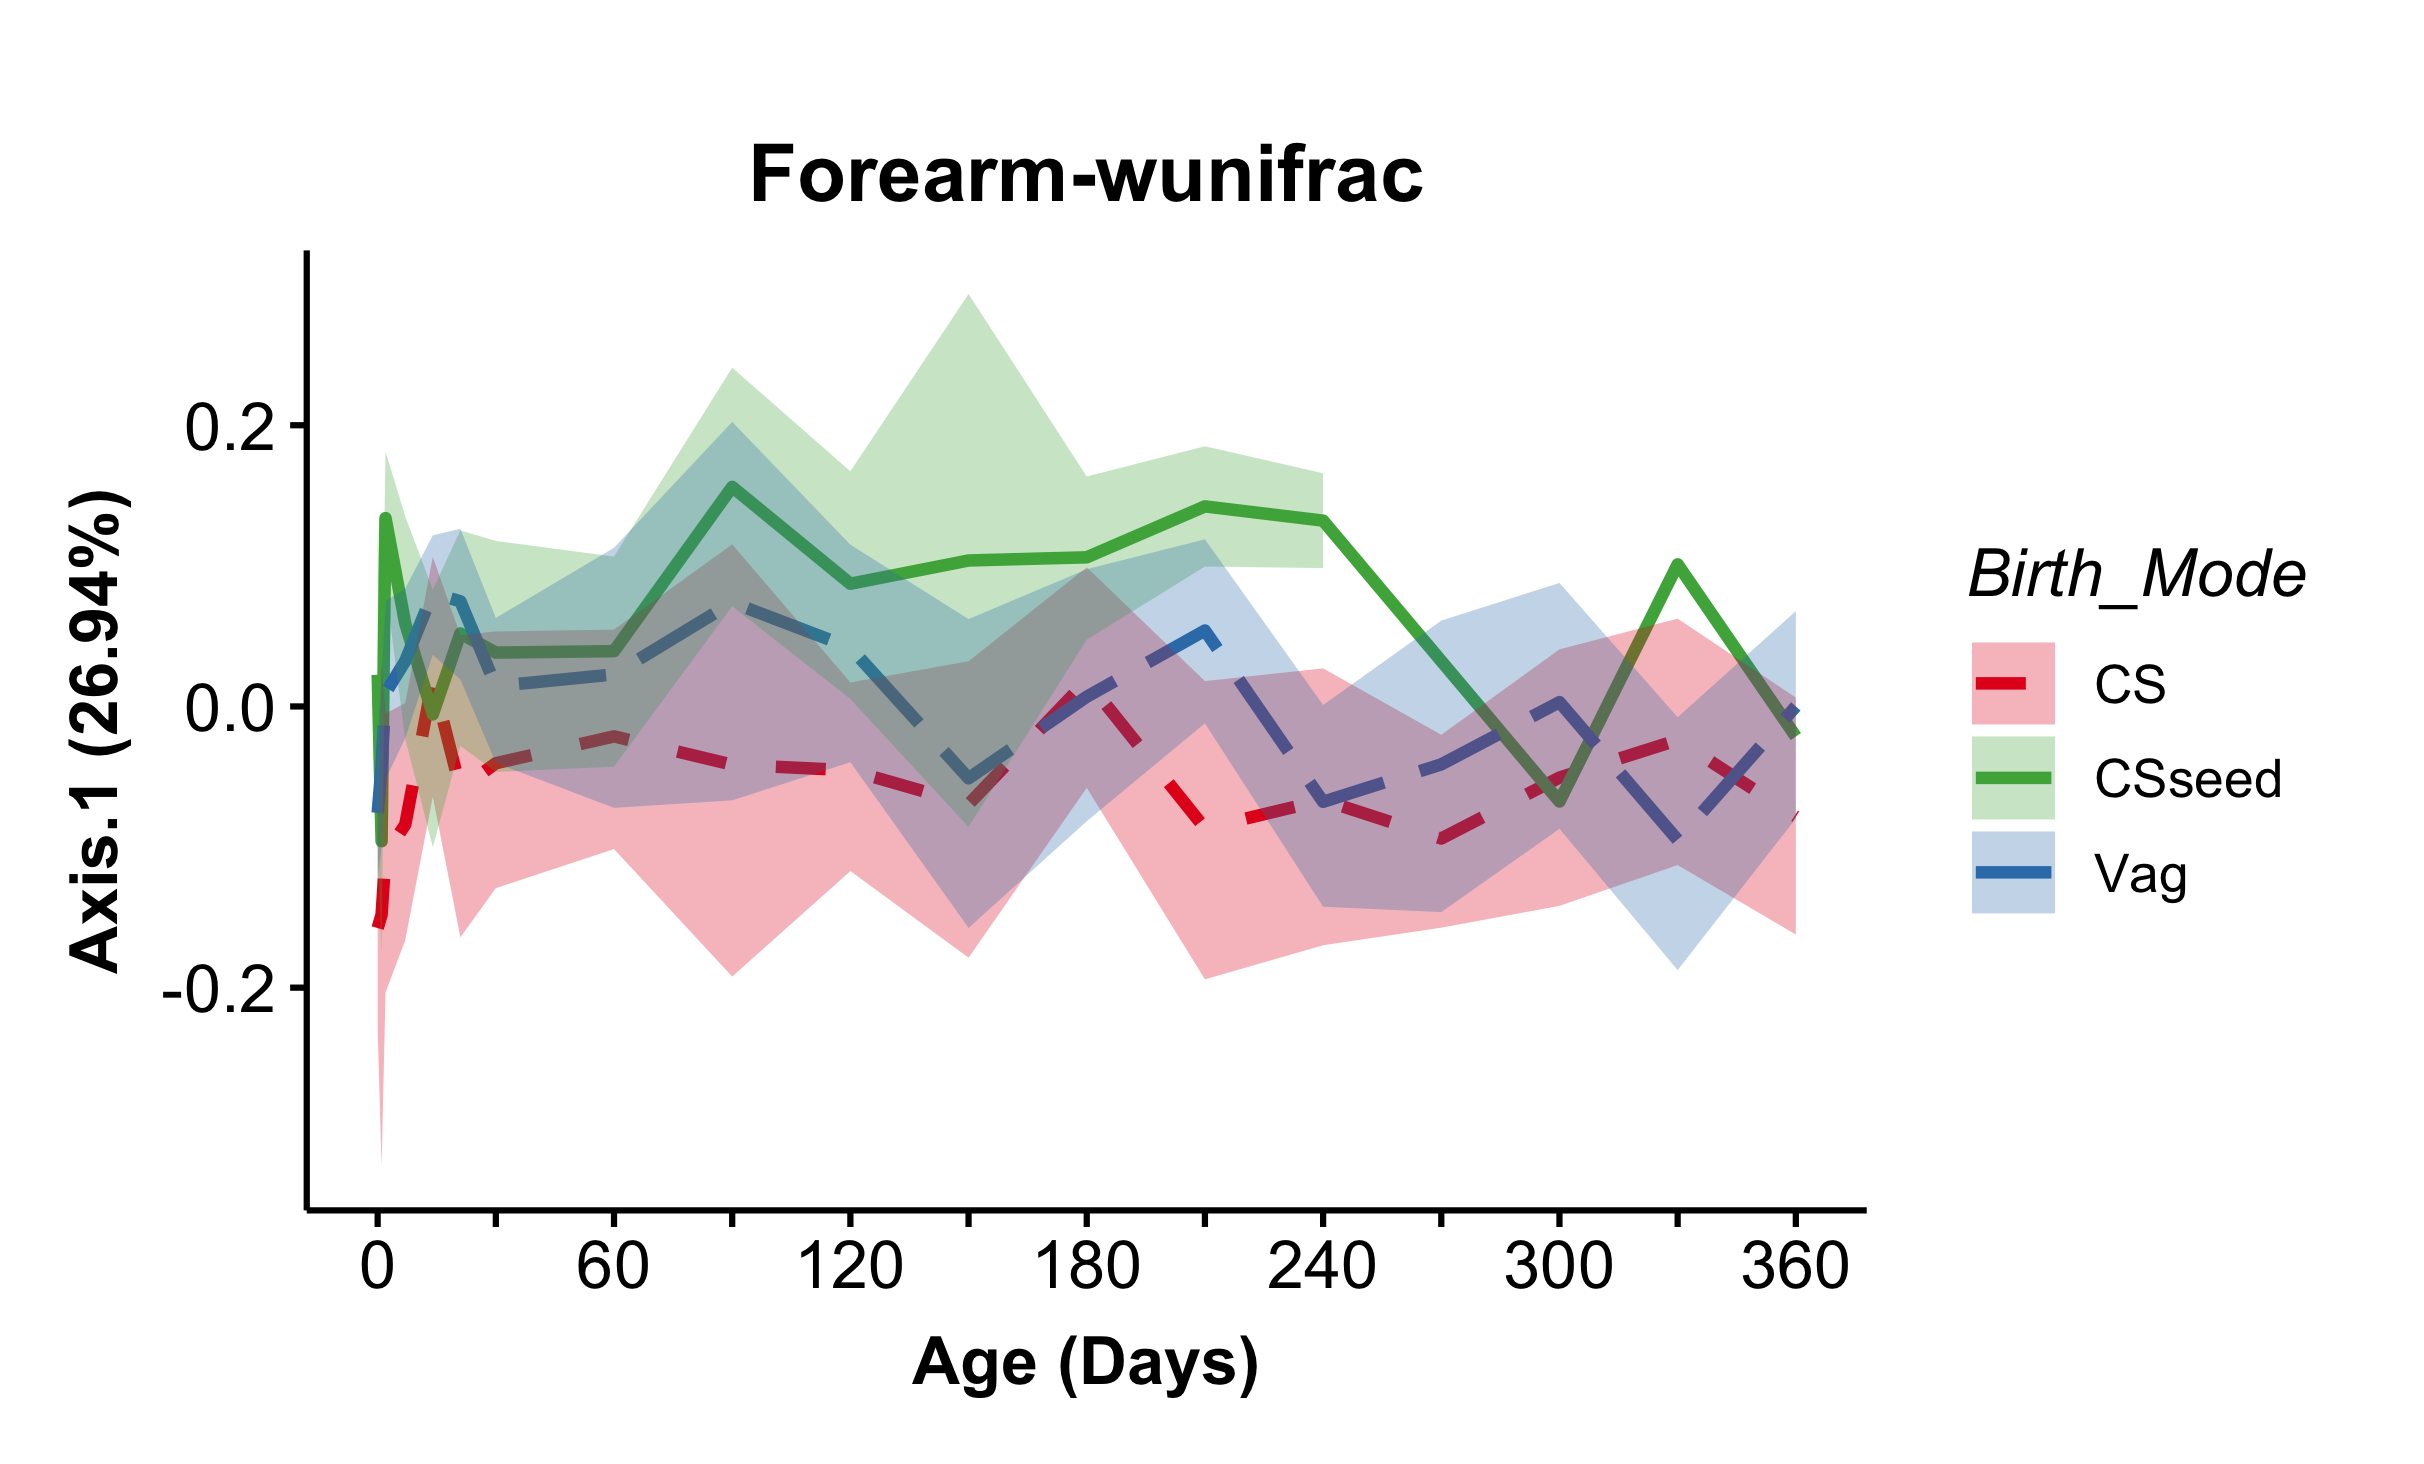 Forearm-wunifrac
Axis.1 (26.94%)
0.2
0.0
-0.2
0 60 120 180 240 300 360
Age (Days)
Birth_Mode
CS
CSseed
Vag